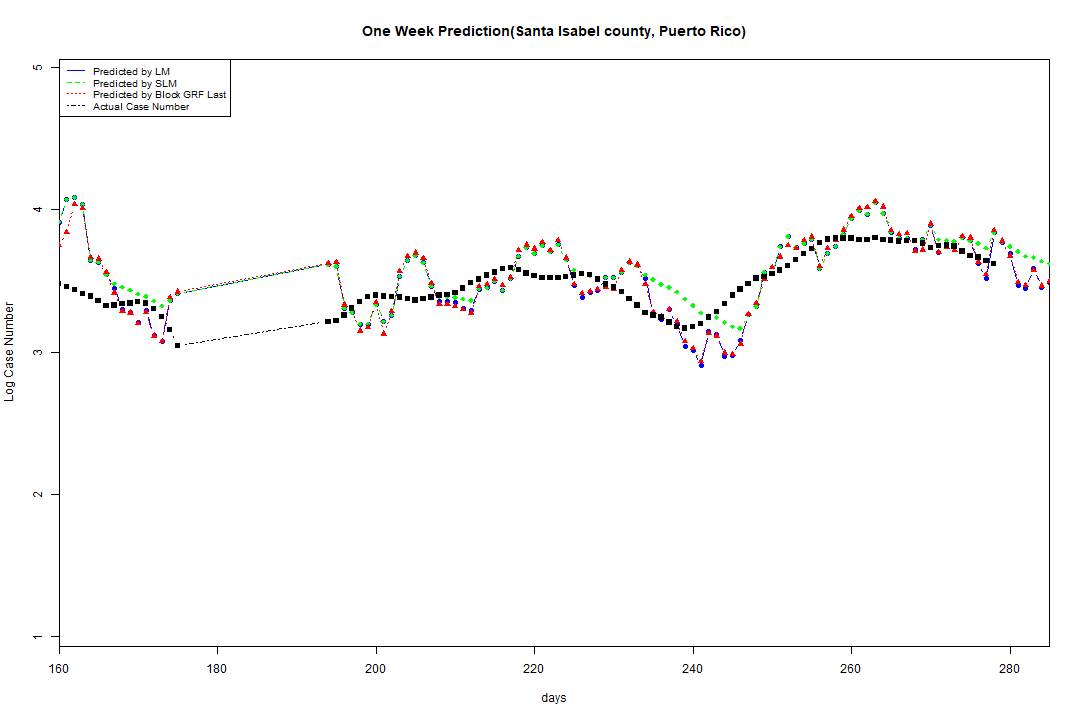 One Week Prediction(Santa Isabel county, Puerto Rico)
Predicted by LM
Predicted by SLM
Predicted by Block GRF Last
Actual Case Number
5
4
3
2
1
Log Case Number
160 180 200 220 240 260 280
days